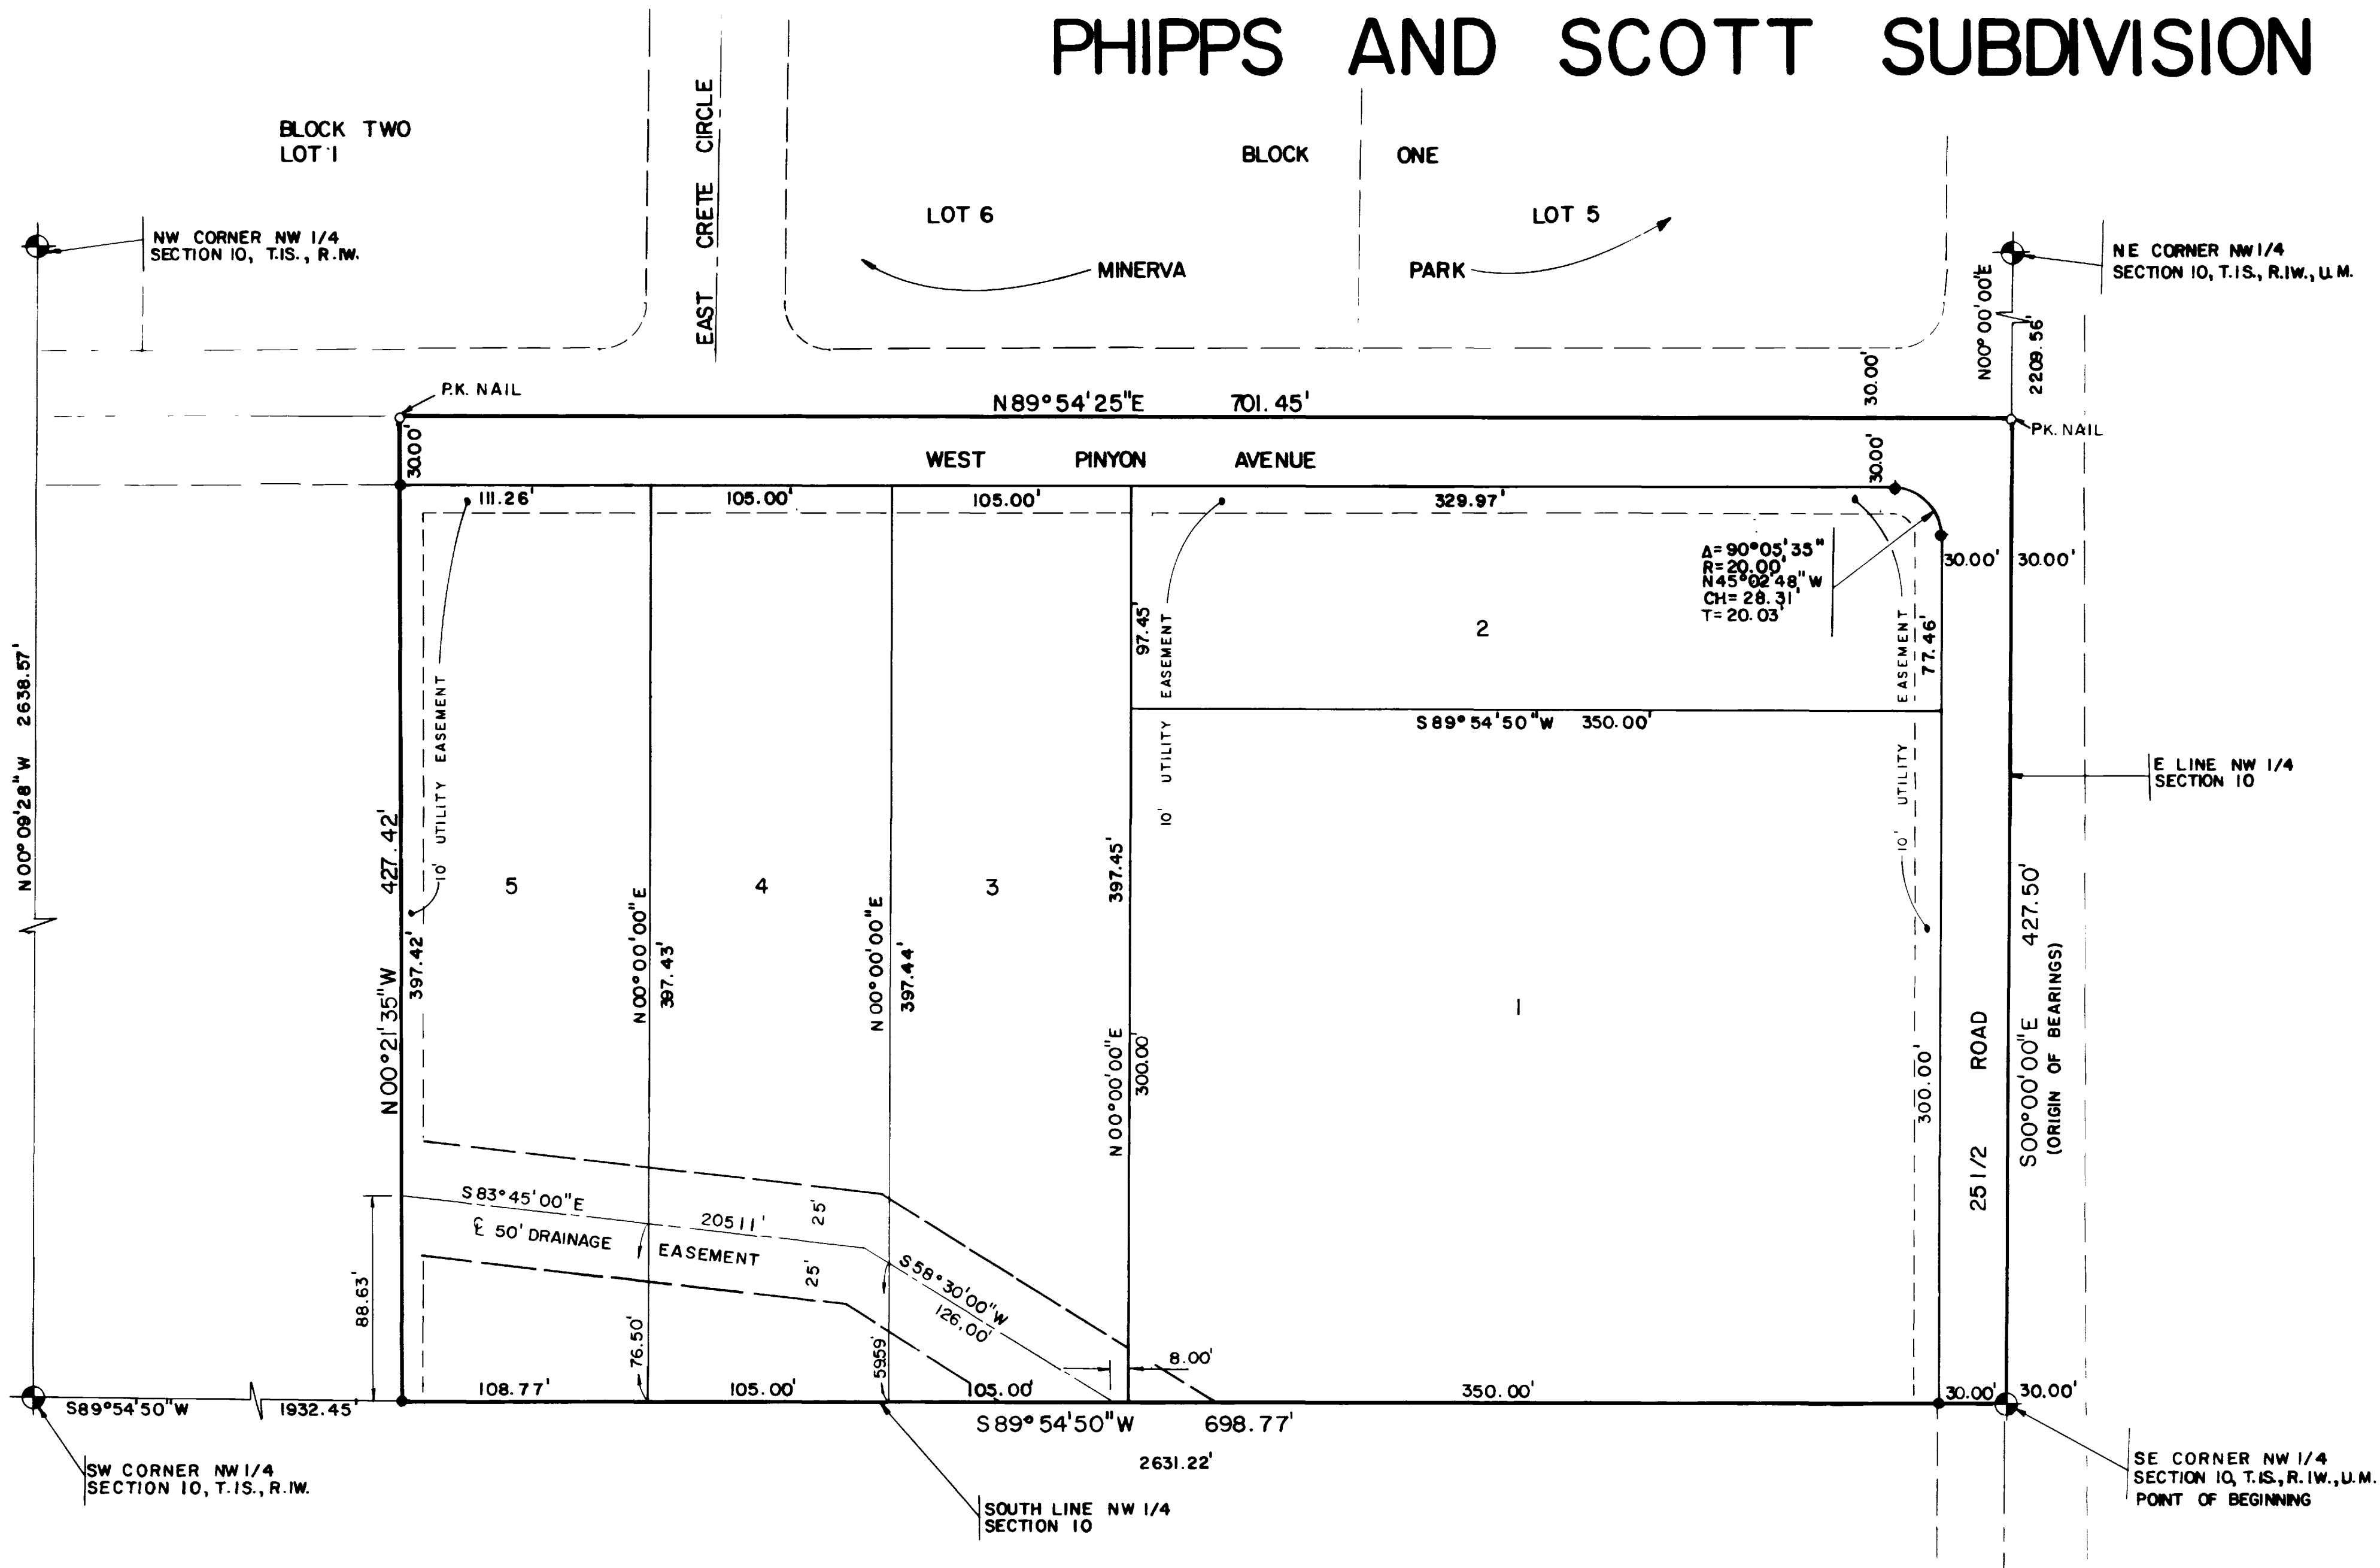 PHIPPS AND SCOTT SUBDIVISION
BLOCK TWO
LOT 1
EAST CRETE CIRCLE
BLOCK ONE
LOT 6
LOT 5
MINERVA PARK
NW CORNER NW 1/4
SECTION 10, T.1S., R.1W.
NE CORNER NW 1/4
SECTION 10, T.1S., R.1W., U.M.
N00°00'00"E
2209.56'
30.00'
P.K. NAIL
N89°54'25"E 701.45'
P.K. NAIL
30.00'
WEST PINYON AVENUE
30.00'
111.26'
105.00'
105.00'
329.97'
Δ=90°05'35"
R=20.00'
N45°02'48"W
CH=28.31'
T=20.03'
30.00'
30.00'
N00°09'28"W 2638.57'
10' UTILITY EASEMENT
97.45'
10' UTILITY EASEMENT
2
10' UTILITY EASEMENT
77.46'
S89°54'50"W 350.00'
E LINE NW 1/4
SECTION 10
N00°21'35"W 427.42'
397.42'
5
N00°00'00"E
397.43'
4
N00°00'00"E
397.44'
3
397.45'
N00°00'00"E
300.00'
1
300.00'
25 1/2 ROAD
S00°00'00"E 427.50'
(ORIGIN OF BEARINGS)
S83°45'00"E
20511'
25'
℄ 50' DRAINAGE EASEMENT
25'
S58°30'00"W
126.00'
88.63'
76.50'
5959'
8.00'
S89°54'50"W 1932.45'
108.77'
105.00'
105.00'
350.00'
30.00'
30.00'
S89°54'50"W 698.77'
2631.22'
SW CORNER NW 1/4
SECTION 10, T.1S., R.1W.
SOUTH LINE NW 1/4
SECTION 10
SE CORNER NW 1/4
SECTION 10, T.1S., R.1W., U.M.
POINT OF BEGINNING